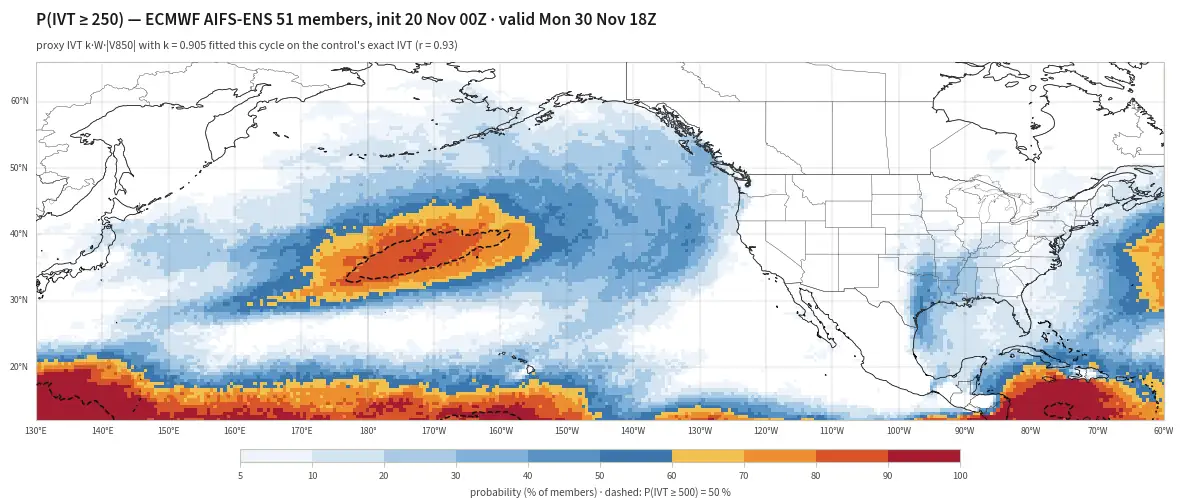 P(IVT ≥ 250) — ECMWF AIFS-ENS 51 members, init 20 Nov 00Z · valid Mon 30 Nov 18Z
proxy IVT k·W·|V850| with k = 0.905 fitted this cycle on the control's exact IVT (r = 0.93)
60°N
50°N
40°N
30°N
20°N
130°E 140°E 150°E 160°E 170°E 180° 170°W 160°W 150°W 140°W 130°W 120°W 110°W 100°W 90°W 80°W 70°W 60°W
5 10 20 30 40 50 60 70 80 90 100
probability (% of members) · dashed: P(IVT ≥ 500) = 50 %